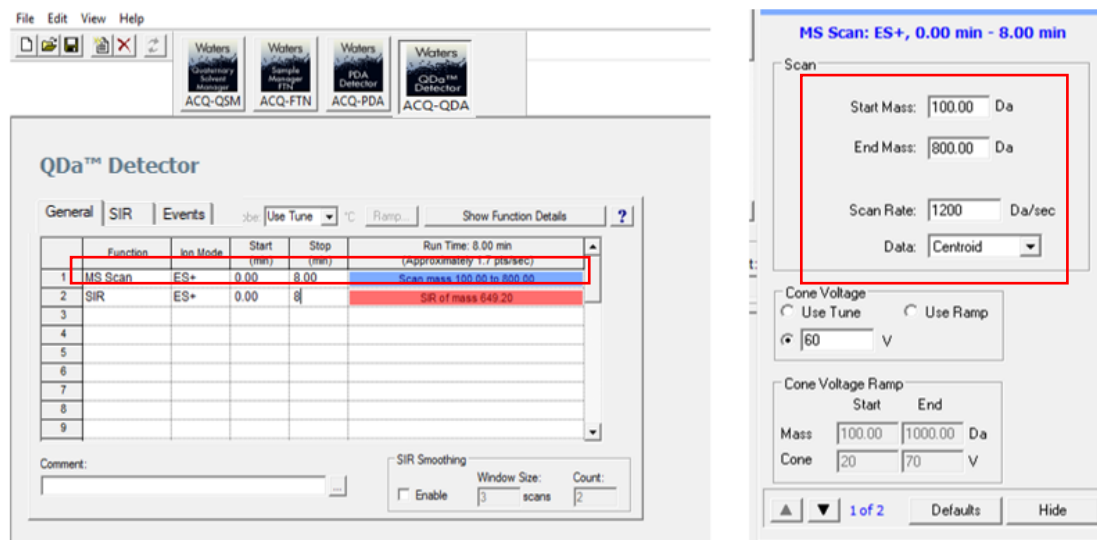 File Edit View Help
Waters Quaternary Solvent Manager
ACQ-QSM
Waters Sample Manager FTN
ACQ-FTN
Waters PDA Detector
ACQ-PDA
Waters QDa™ Detector
ACQ-QDA
QDa™ Detector
General SIR Events Use Tune °C Ramp... Show Function Details ?
Function Ion Mode Start (min) Stop (min) Run Time: 8.00 min (Approximately 1.7 pts/sec)
1 MS Scan ES+ 0.00 8.00 Scan mass 100.00 to 800.00
2 SIR ES+ 0.00 8 SIR of mass 649.20
3
4
5
6
7
8
9
Comment:
...
SIR Smoothing
Window Size: Count:
Enable 3 scans 2
MS Scan: ES+, 0.00 min - 8.00 min
Scan
Start Mass: 100.00 Da
End Mass: 800.00 Da
Scan Rate: 1200 Da/sec
Data: Centroid
Cone Voltage
Use Tune Use Ramp
60 V
Cone Voltage Ramp
Start End
Mass 100.00 1000.00 Da
Cone 20 70 V
1 of 2 Defaults Hide